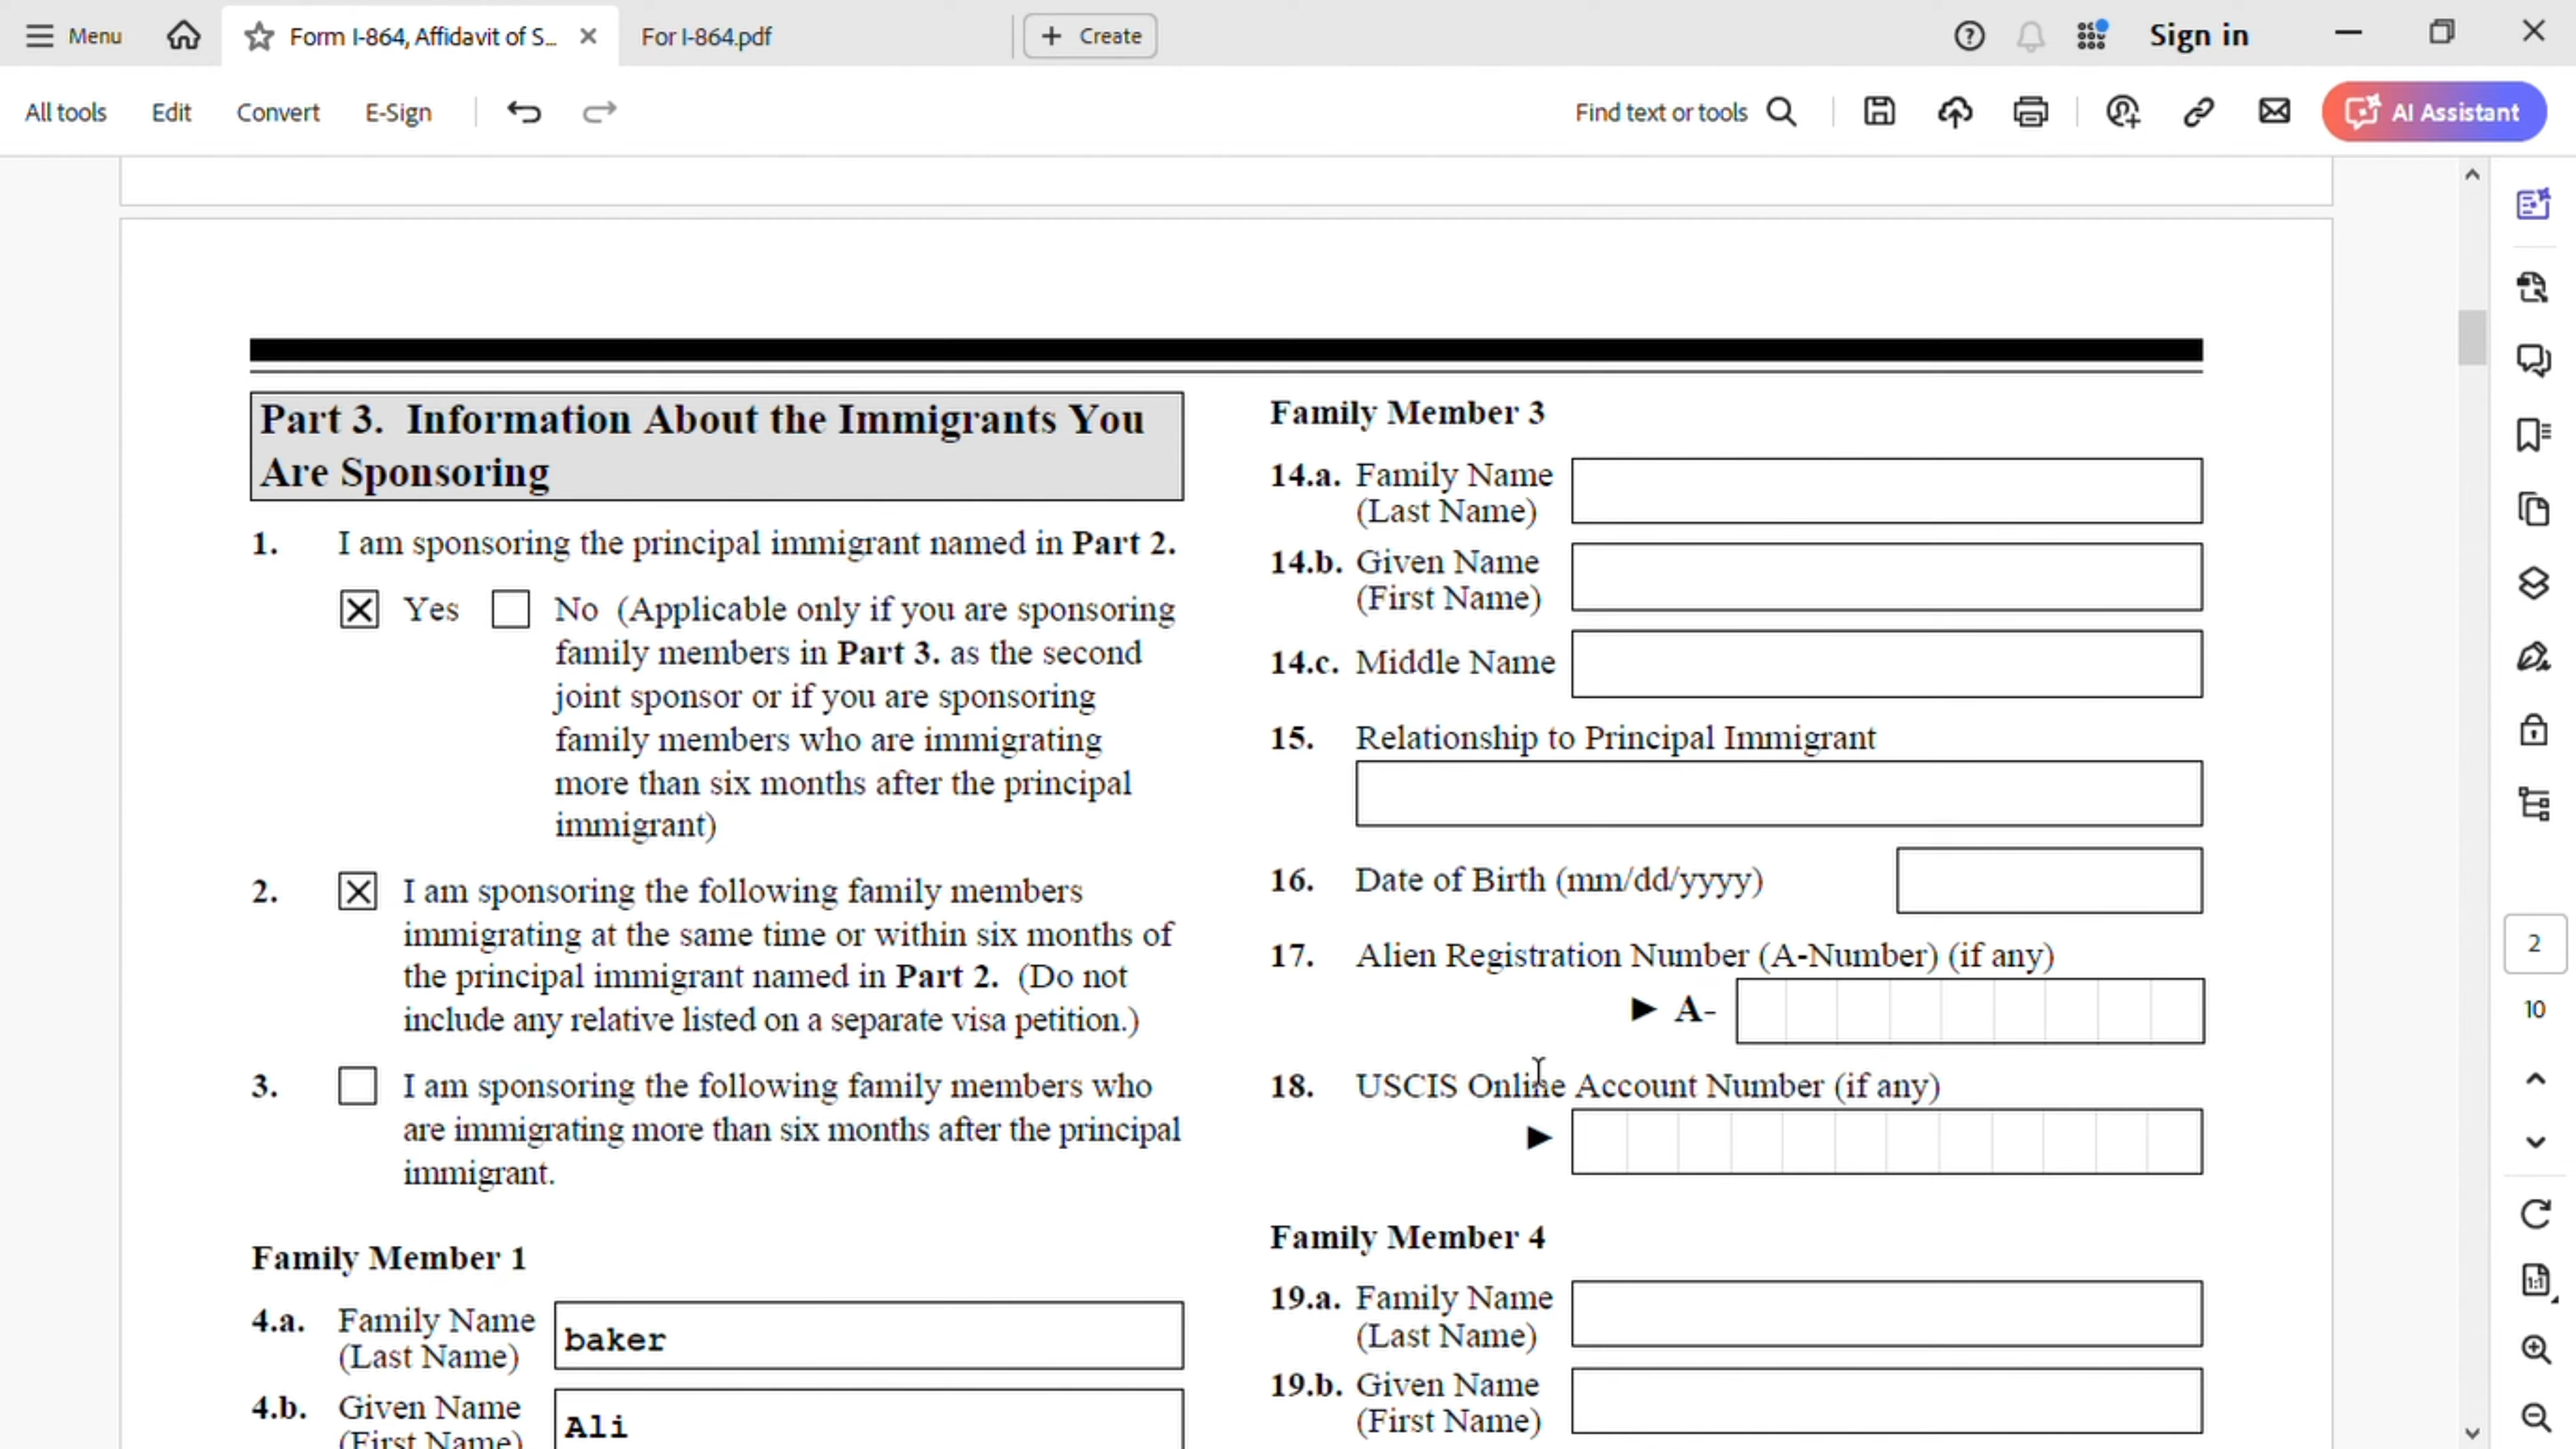 Menu
Form I-864, Affidavit of S...
For I-864.pdf
Create
Sign in
All tools
Edit
Convert
E-Sign
Find text or tools
AI Assistant
Part 3. Information About the Immigrants You
Are Sponsoring
1. I am sponsoring the principal immigrant named in Part 2.
Yes No (Applicable only if you are sponsoring
family members in Part 3. as the second
joint sponsor or if you are sponsoring
family members who are immigrating
more than six months after the principal
immigrant)
2. I am sponsoring the following family members
immigrating at the same time or within six months of
the principal immigrant named in Part 2. (Do not
include any relative listed on a separate visa petition.)
3. I am sponsoring the following family members who
are immigrating more than six months after the principal
immigrant.
Family Member 1
4.a. Family Name
(Last Name)
baker
4.b. Given Name
(First Name)
Ali
Family Member 3
14.a. Family Name
(Last Name)
14.b. Given Name
(First Name)
14.c. Middle Name
15. Relationship to Principal Immigrant
16. Date of Birth (mm/dd/yyyy)
17. Alien Registration Number (A-Number) (if any)
► A-
18. USCIS Online Account Number (if any)
►
Family Member 4
19.a. Family Name
(Last Name)
19.b. Given Name
(First Name)
2
10
1:1